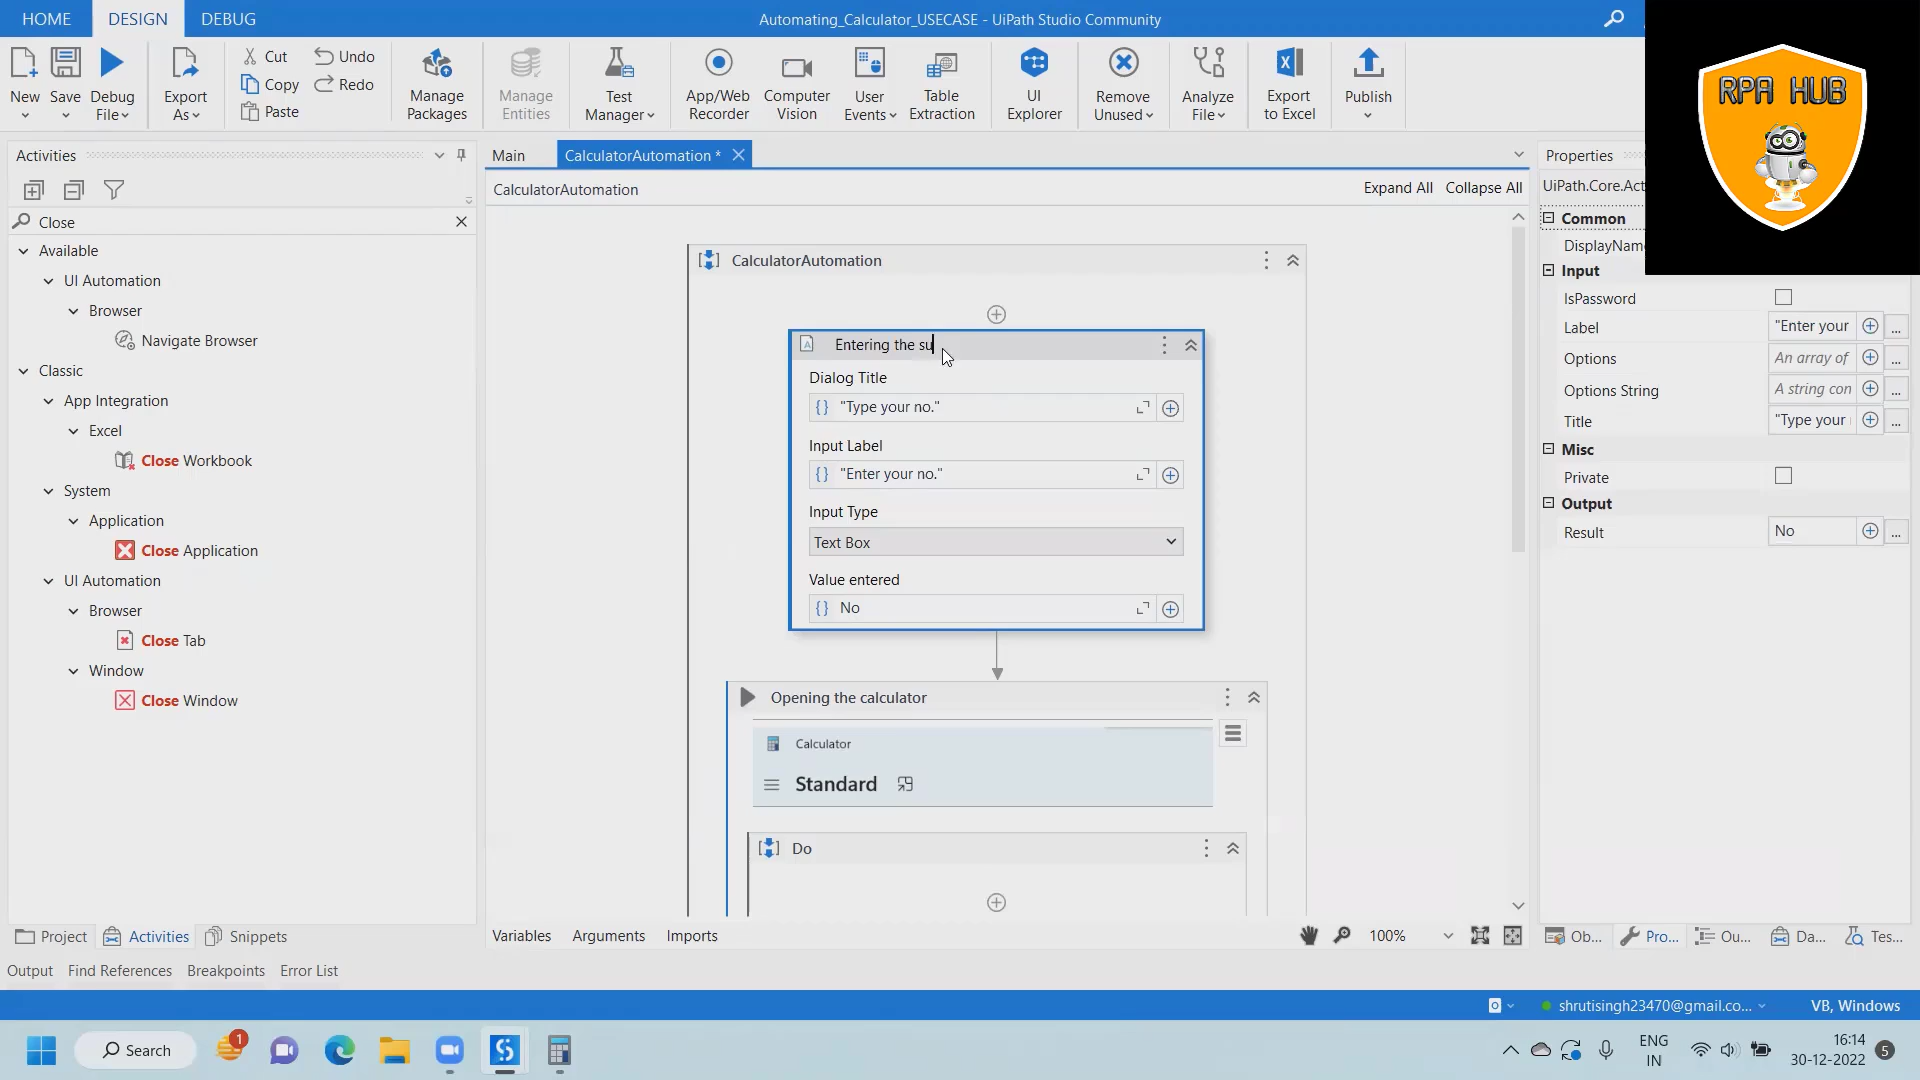 HOME DESIGN DEBUG
Automating_Calculator_USECASE - UiPath Studio Community
New Save Debug File Export As
Cut Copy Paste Undo Redo
Manage Packages
Manage Entities
Test Manager
App/Web Recorder
Computer Vision
User Events
Table Extraction
UI Explorer
Remove Unused
Analyze File
Export to Excel
Publish
RPA HUB
Activities
Close
Available
UI Automation
Browser
Navigate Browser
Classic
App Integration
Excel
Close Workbook
System
Application
Close Application
UI Automation
Browser
Close Tab
Window
Close Window
Project Activities Snippets
Main CalculatorAutomation *
CalculatorAutomation Expand All Collapse All
CalculatorAutomation
Entering the su
Dialog Title
"Type your no."
Input Label
"Enter your no."
Input Type
Text Box
Value entered
No
Opening the calculator
Calculator
Standard
Do
Variables Arguments Imports 100%
Properties
UiPath.Core.Act
Common
DisplayNam
Input
IsPassword
Label "Enter your ...
Options An array of ...
Options String A string con ...
Title "Type your ...
Misc
Private
Output
Result No ...
Ob... Pro... Ou... Da... Tes...
Output Find References Breakpoints Error List
shrutisingh23470@gmail.co... VB, Windows
Search
1
ENG
IN
16:14
30-12-2022
5